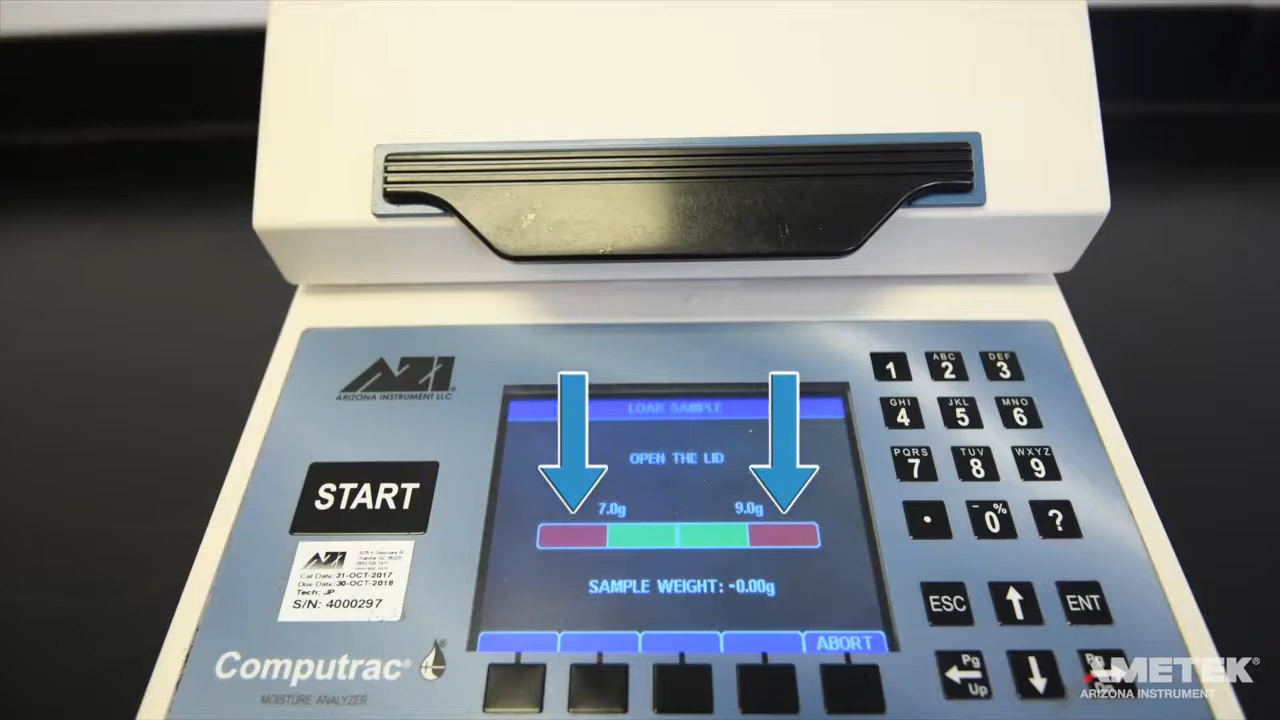 AZI
ARIZONA INSTRUMENT LLC
LOAD SAMPLE
OPEN THE LID
7.0g 9.0g
SAMPLE WEIGHT: -0.00g
ABORT
START
AZI
Cal Date: 31-OCT-2017
Due Date: 30-OCT-2018
Tech: JP
S/N: 4000297
Computrac®
MOISTURE ANALYZER
1 ABC 2 DEF 3
GHI 4 JKL 5 MNO 6
PQRS 7 TUV 8 WXYZ 9
. - 0 % ?
ESC ENT
Pg Up
AMETEK®
ARIZONA INSTRUMENT